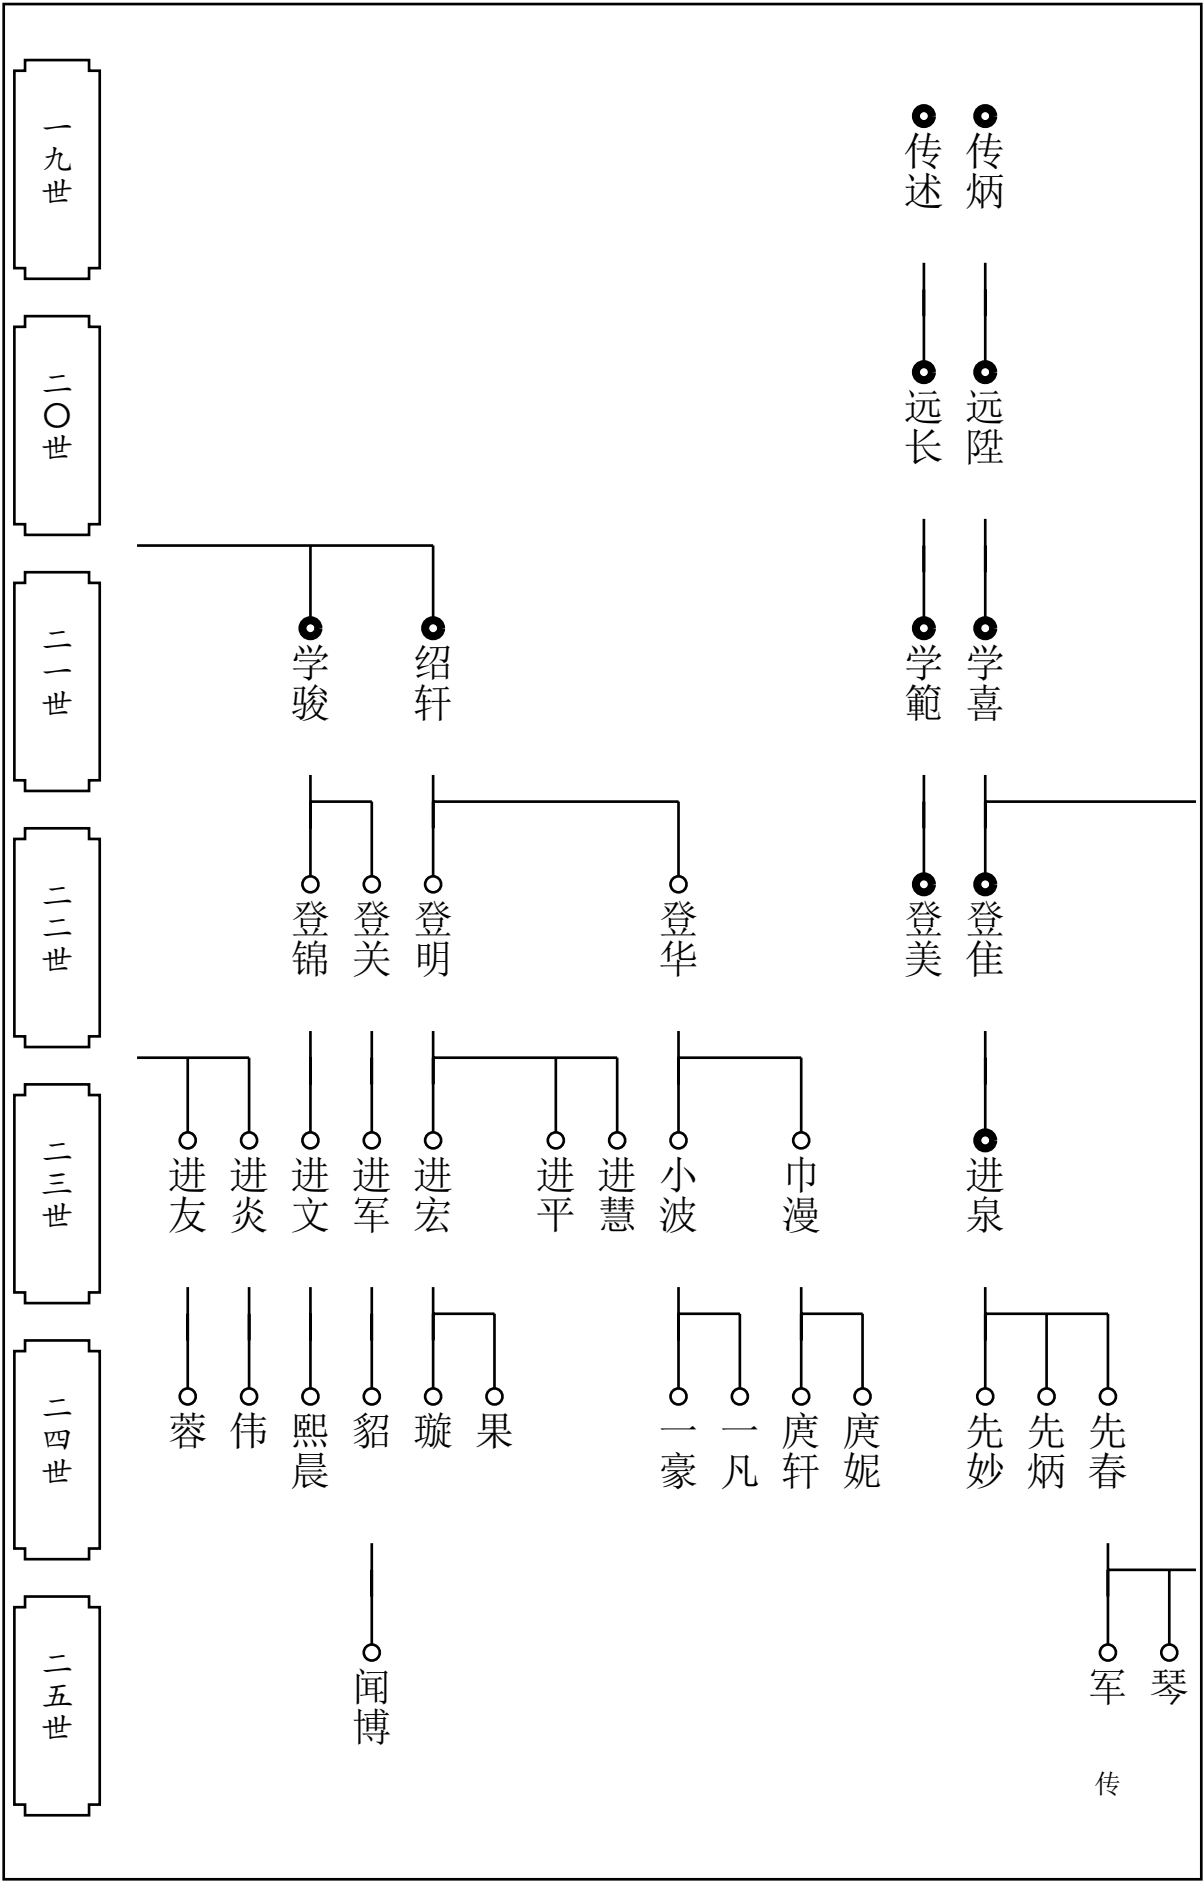 一九世
传炳
传述
二〇世
远陞
远长
二一世
学喜
学範
绍轩
学骏
二二世
登隹
登美
登华
登明
登关
登锦
二三世
进泉
巾漫
小波
进慧
进平
进宏
进军
进文
进炎
进友
二四世
先春
先炳
先妙
庹妮
庹轩
一凡
一豪
果
璇
貂
熙晨
伟
蓉
二五世
琴
军
闻博
传